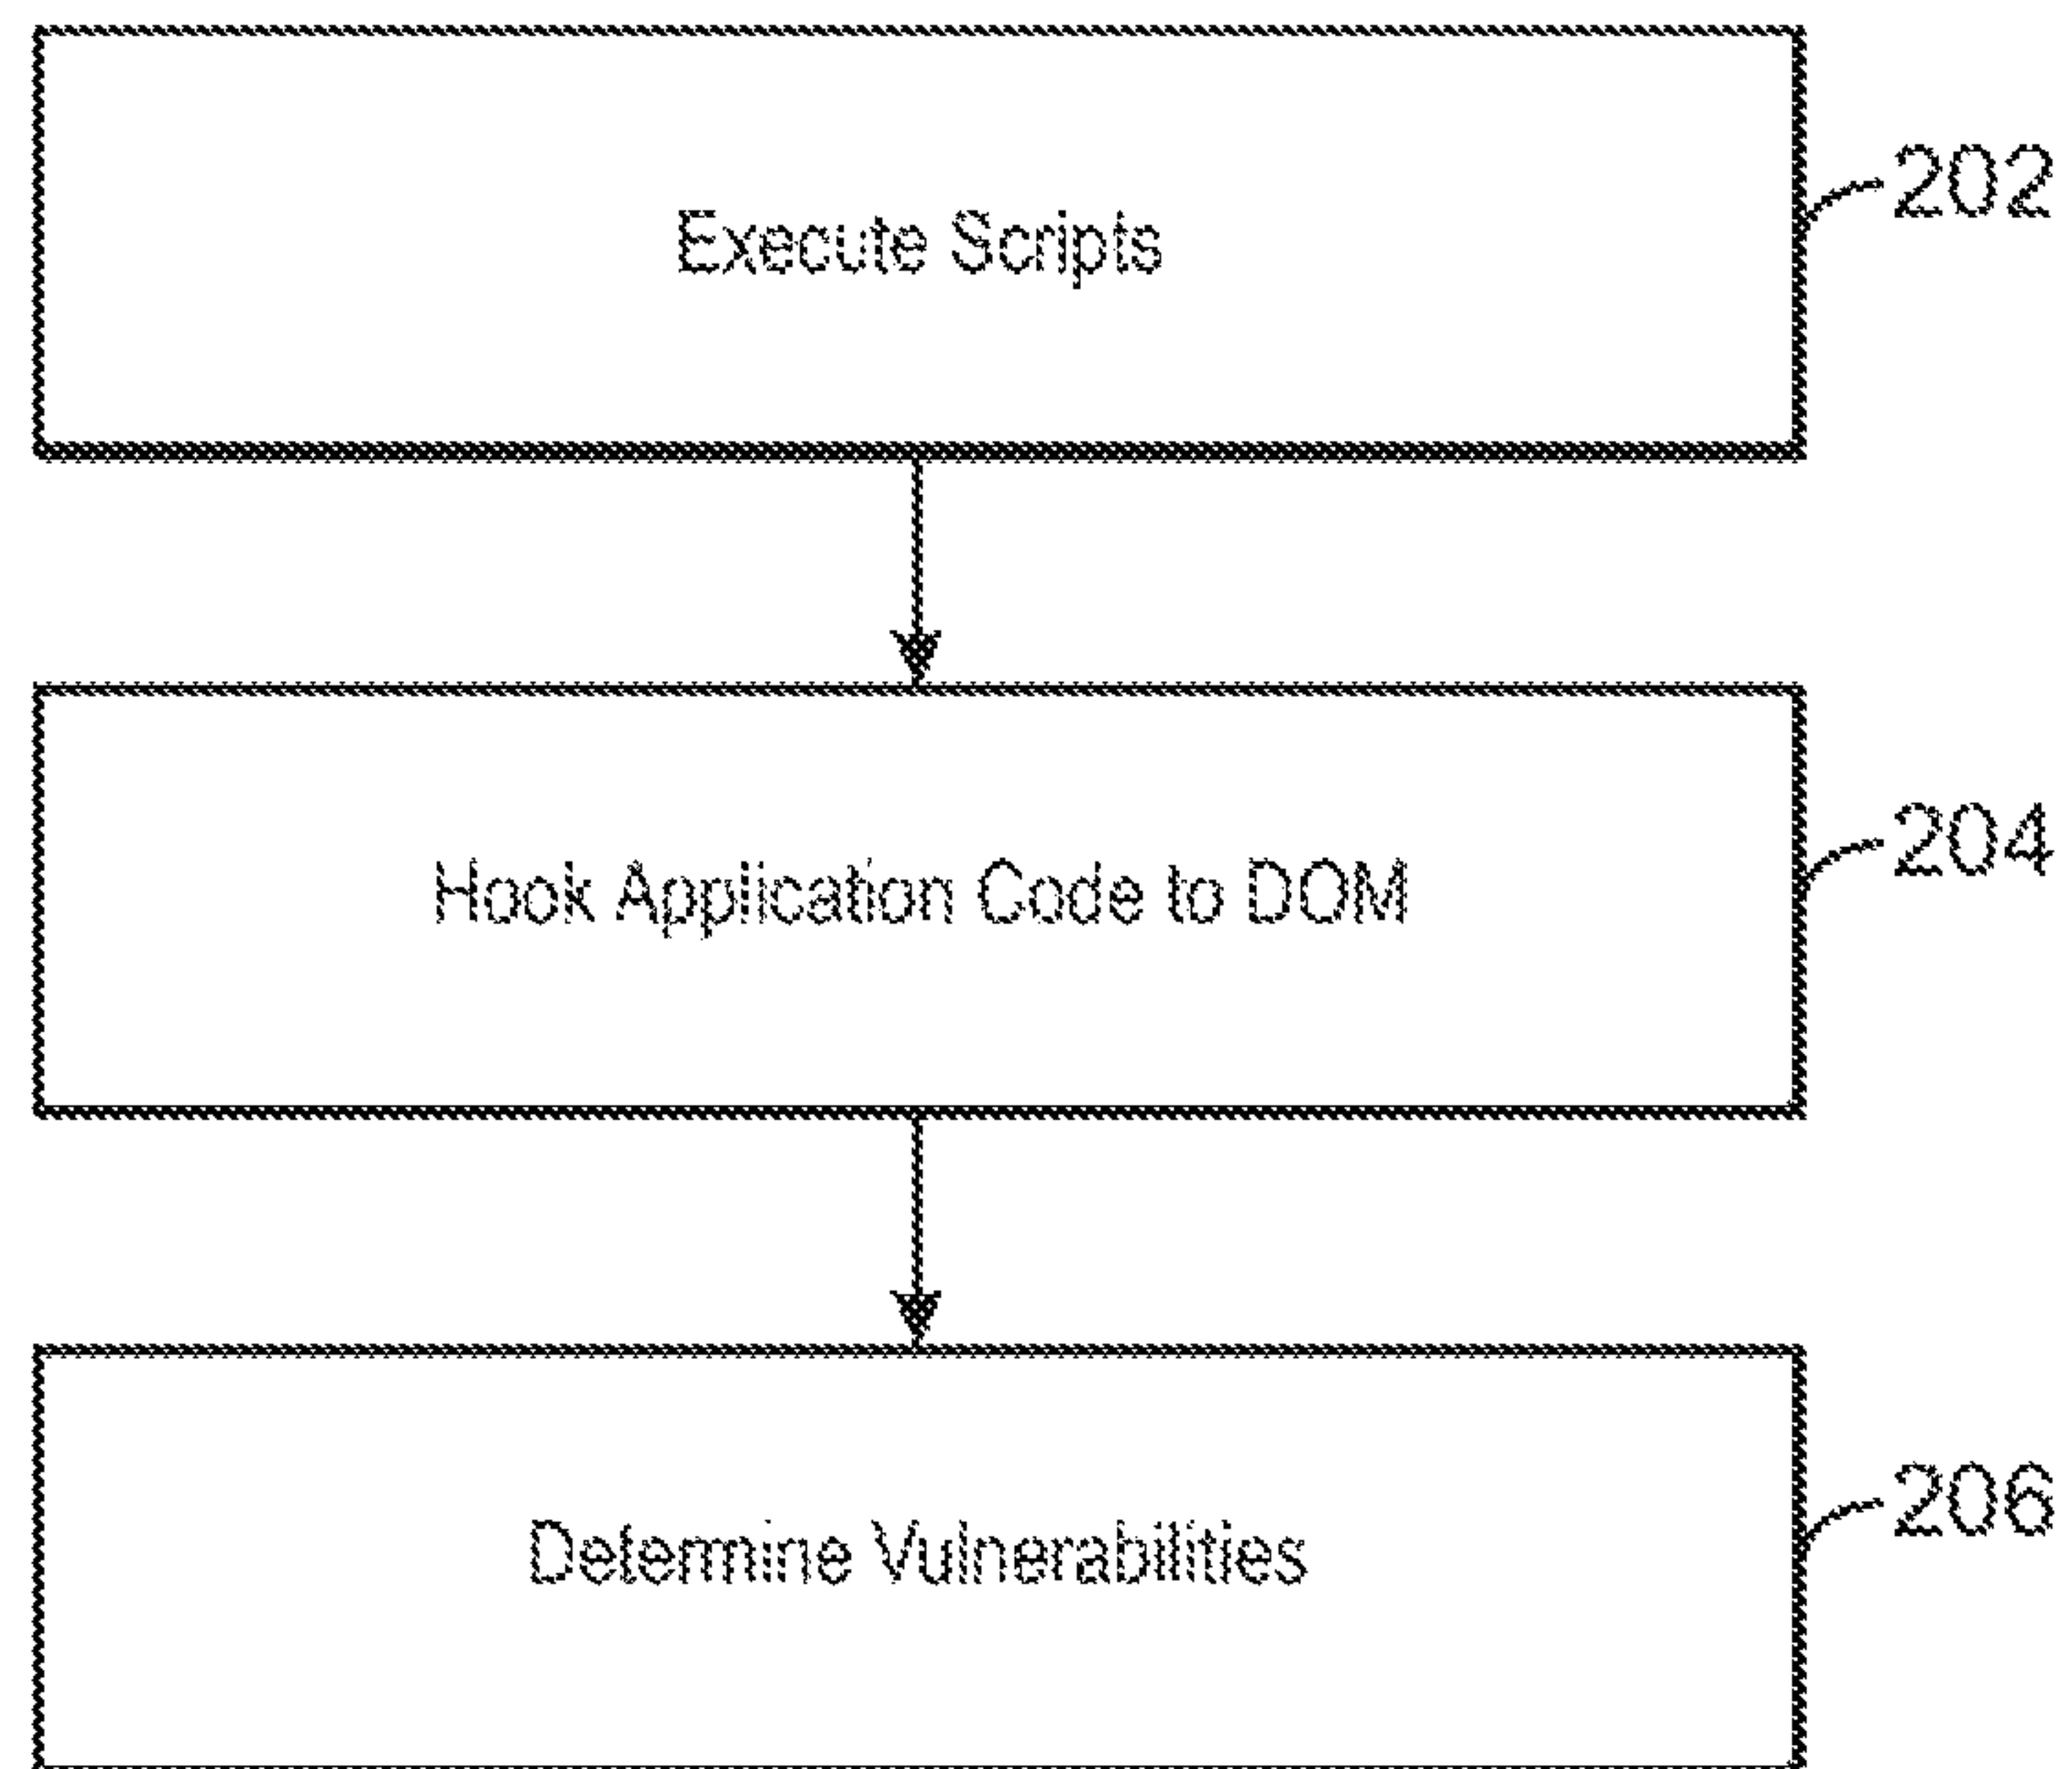 Execute Scripts
202
Hook Application Code to DOM
204
Determine Vulnerabilities
206